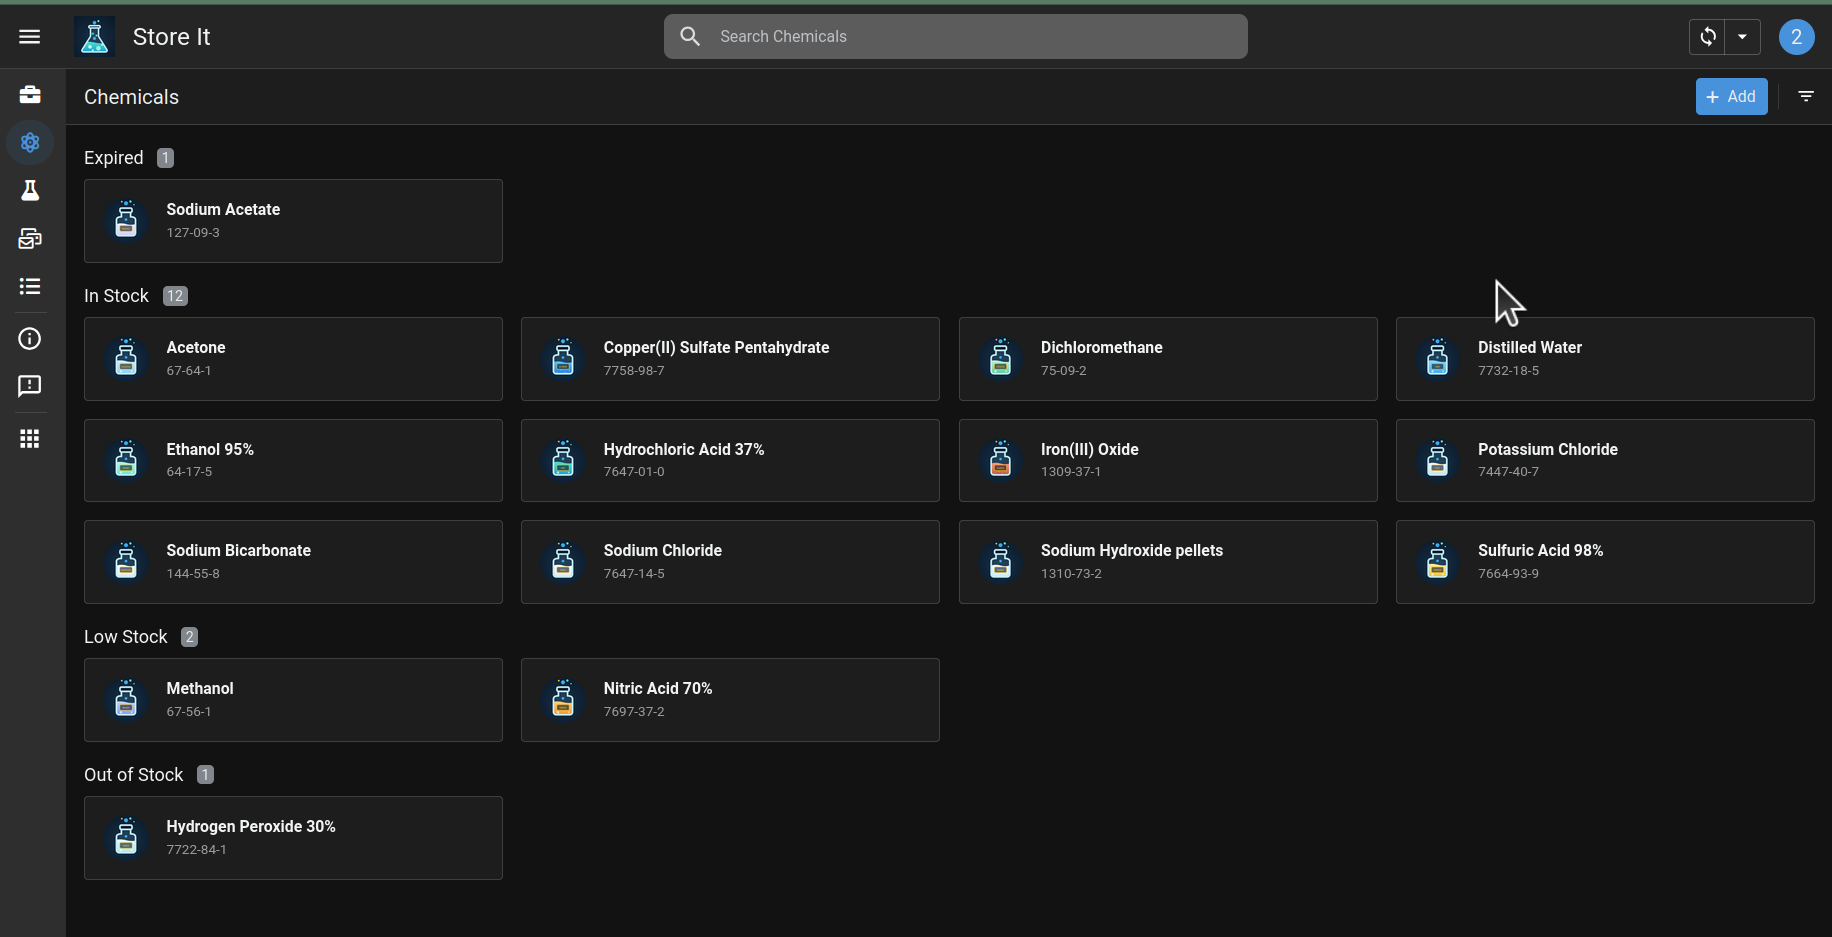 Store It
Search Chemicals
2
Chemicals
+ Add
Expired 1
Sodium Acetate
127-09-3
In Stock 12
Acetone
67-64-1
Copper(II) Sulfate Pentahydrate
7758-98-7
Dichloromethane
75-09-2
Distilled Water
7732-18-5
Ethanol 95%
64-17-5
Hydrochloric Acid 37%
7647-01-0
Iron(III) Oxide
1309-37-1
Potassium Chloride
7447-40-7
Sodium Bicarbonate
144-55-8
Sodium Chloride
7647-14-5
Sodium Hydroxide pellets
1310-73-2
Sulfuric Acid 98%
7664-93-9
Low Stock 2
Methanol
67-56-1
Nitric Acid 70%
7697-37-2
Out of Stock 1
Hydrogen Peroxide 30%
7722-84-1